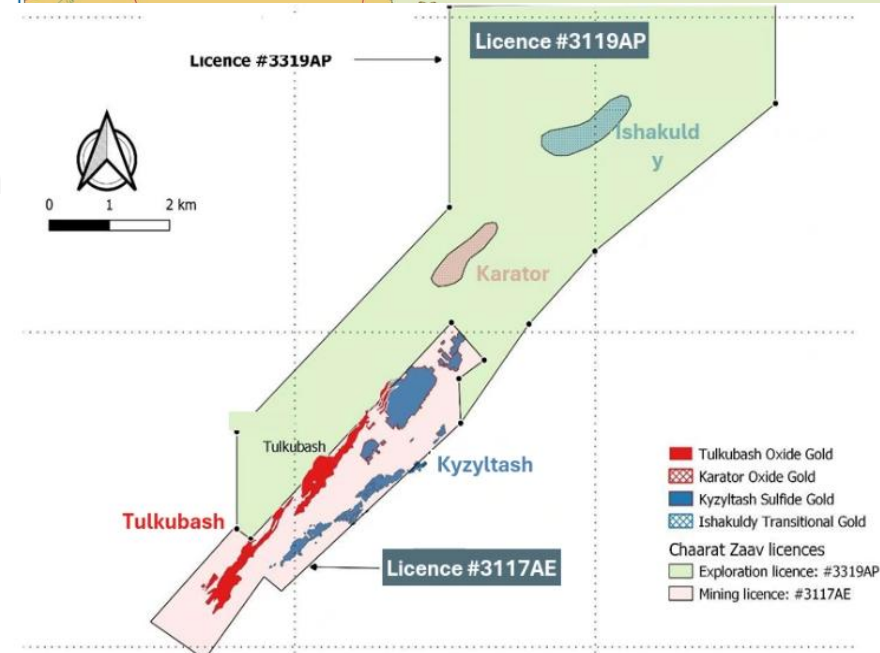 Licence #3119AP
Licence #3319AP
Ishakuld
y
0 1 2 km
Karator
Tulkubash
Kyzyltash
Tulkubash
Licence #3117AE
Tulkubash Oxide Gold
Karator Oxide Gold
Kyzyltash Sulfide Gold
Ishakuldy Transitional Gold
Chaarat Zaav licences
Exploration licence: #3319AP
Mining licence: #3117AE